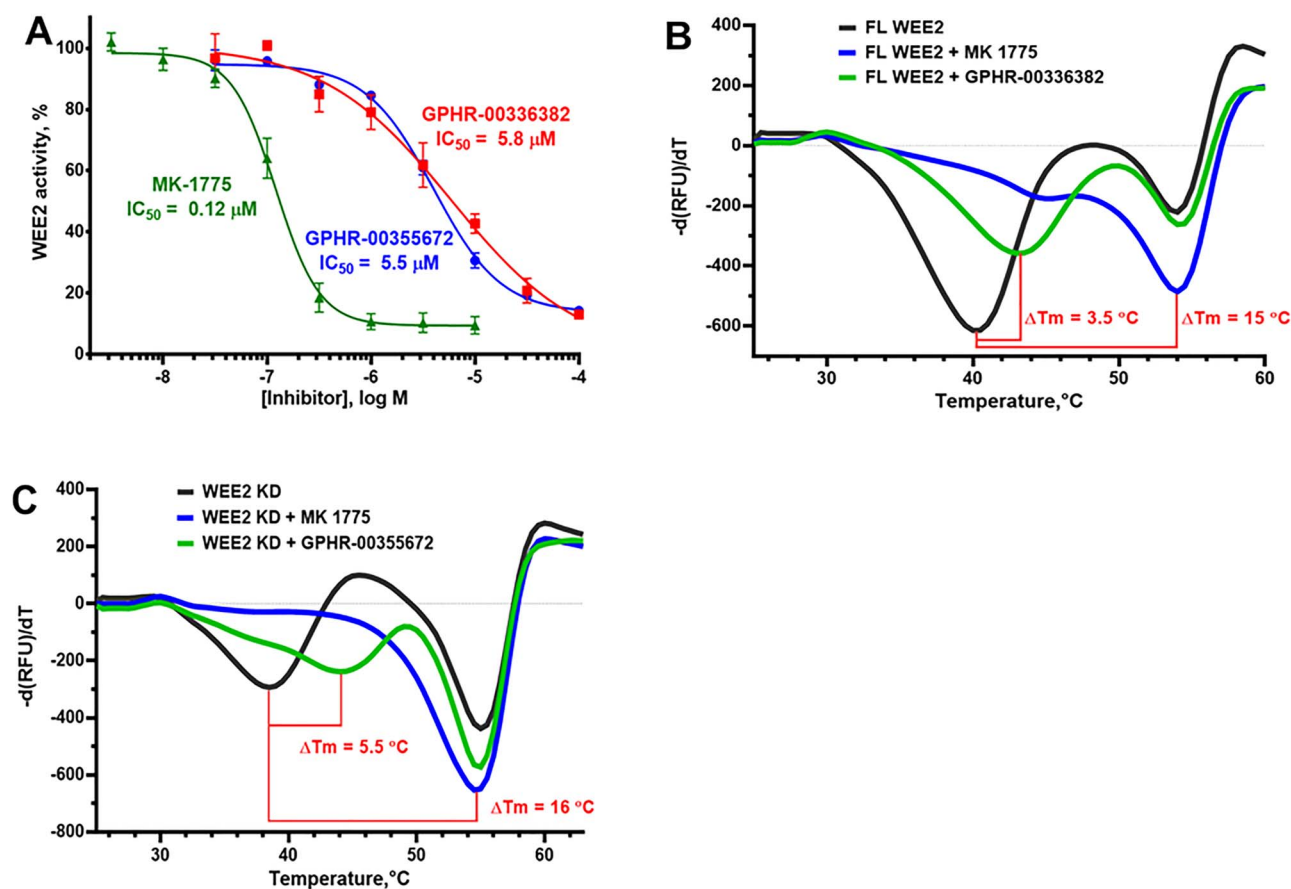 A
100
80
60
40
20
0
WEE2 activity, %
GPHR-00336382
IC50 = 5.8 μM
MK-1775
IC50 = 0.12 μM
GPHR-00355672
IC50 = 5.5 μM
-8
-7
-6
-5
-4
[Inhibitor], log M
B
FL WEE2
FL WEE2 + MK 1775
FL WEE2 + GPHR-00336382
400
200
0
-200
-400
-600
-d(RFU)/dT
ΔTm = 3.5 °C
ΔTm = 15 °C
30
40
50
60
Temperature,°C
C
WEE2 KD
WEE2 KD + MK 1775
WEE2 KD + GPHR-00355672
400
200
0
-200
-400
-600
-800
-d(RFU)/dT
ΔTm = 5.5 °C
ΔTm = 16 °C
30
40
50
60
Temperature,°C